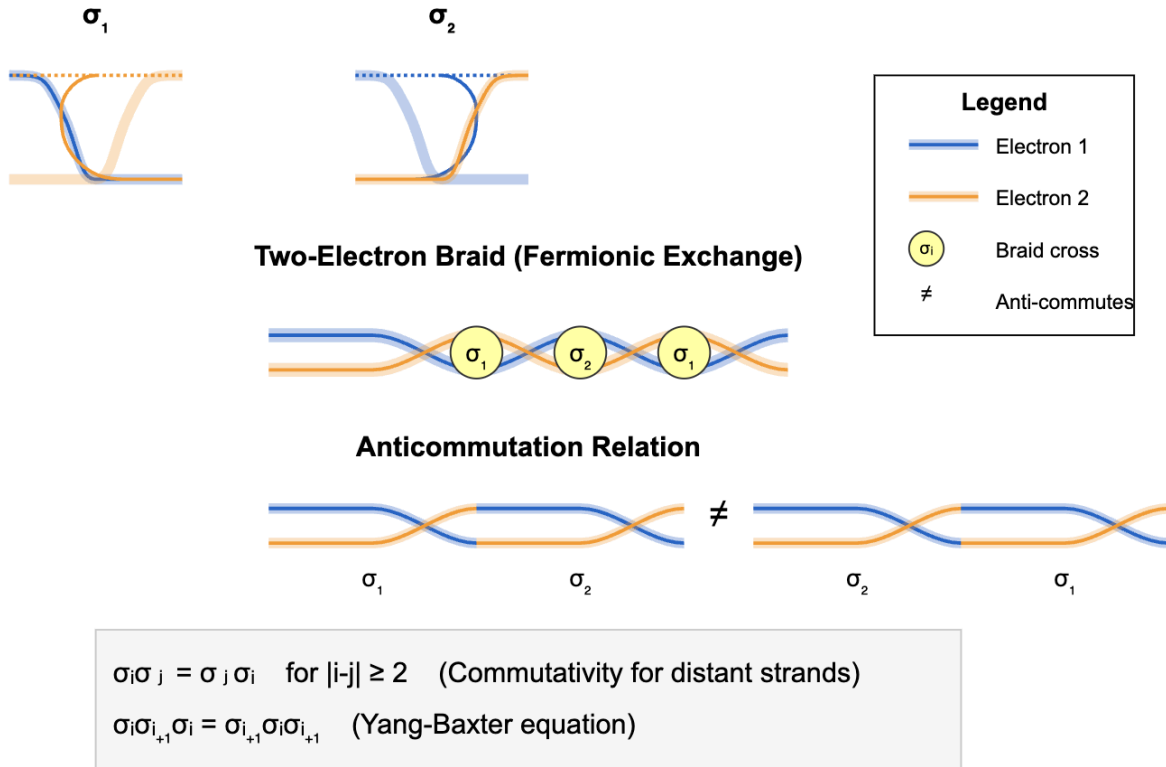 σ₁
σ₂
Legend
Electron 1
Electron 2
σᵢ Braid cross
≠ Anti-commutes
Two-Electron Braid (Fermionic Exchange)
σ₁ σ₂ σ₁
Anticommutation Relation
≠
σ₁ σ₂ σ₂ σ₁
σᵢσ ⱼ = σ ⱼ σᵢ for |i-j| ≥ 2 (Commutativity for distant strands)
σᵢσᵢ₊₁σᵢ = σᵢ₊₁σᵢσᵢ₊₁ (Yang-Baxter equation)